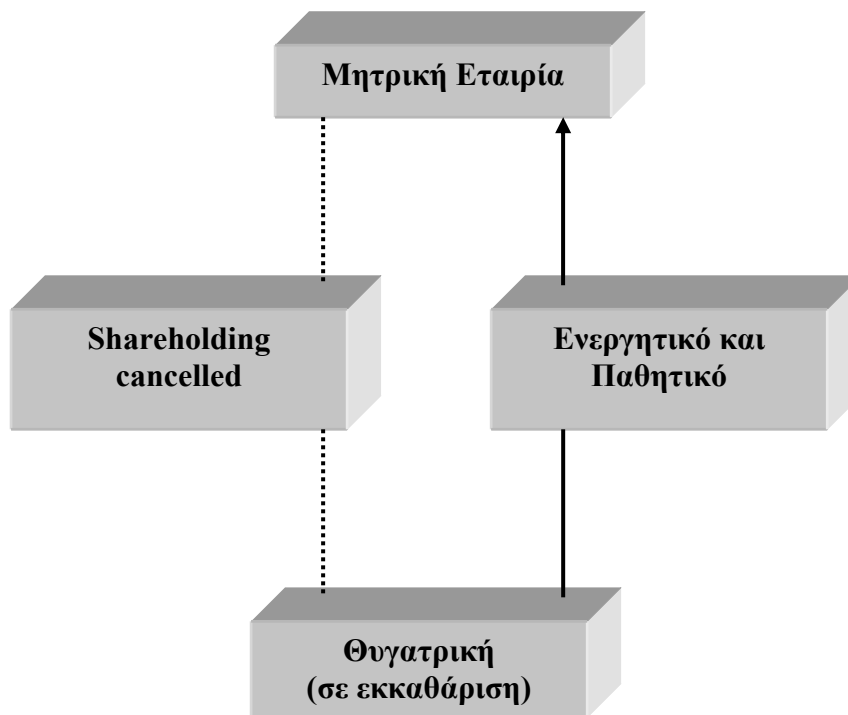 Μητρική Εταιρία
Shareholding
cancelled
Ενεργητικό και
Παθητικό
Θυγατρική
(σε εκκαθάριση)